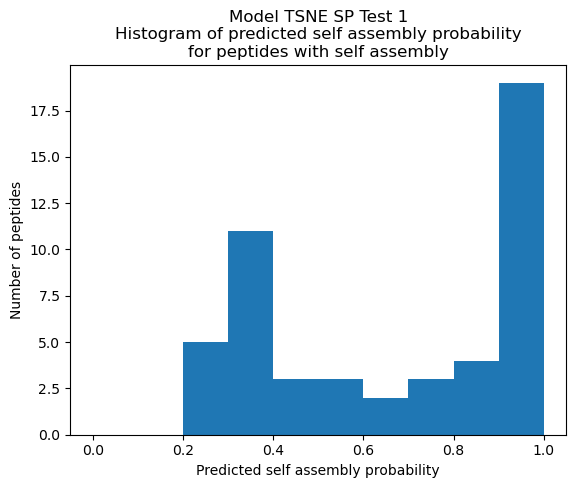 Model TSNE SP Test 1
Histogram of predicted self assembly probability
for peptides with self assembly
17.5
15.0
12.5
10.0
7.5
5.0
2.5
0.0
Number of peptides
0.0 0.2 0.4 0.6 0.8 1.0
Predicted self assembly probability